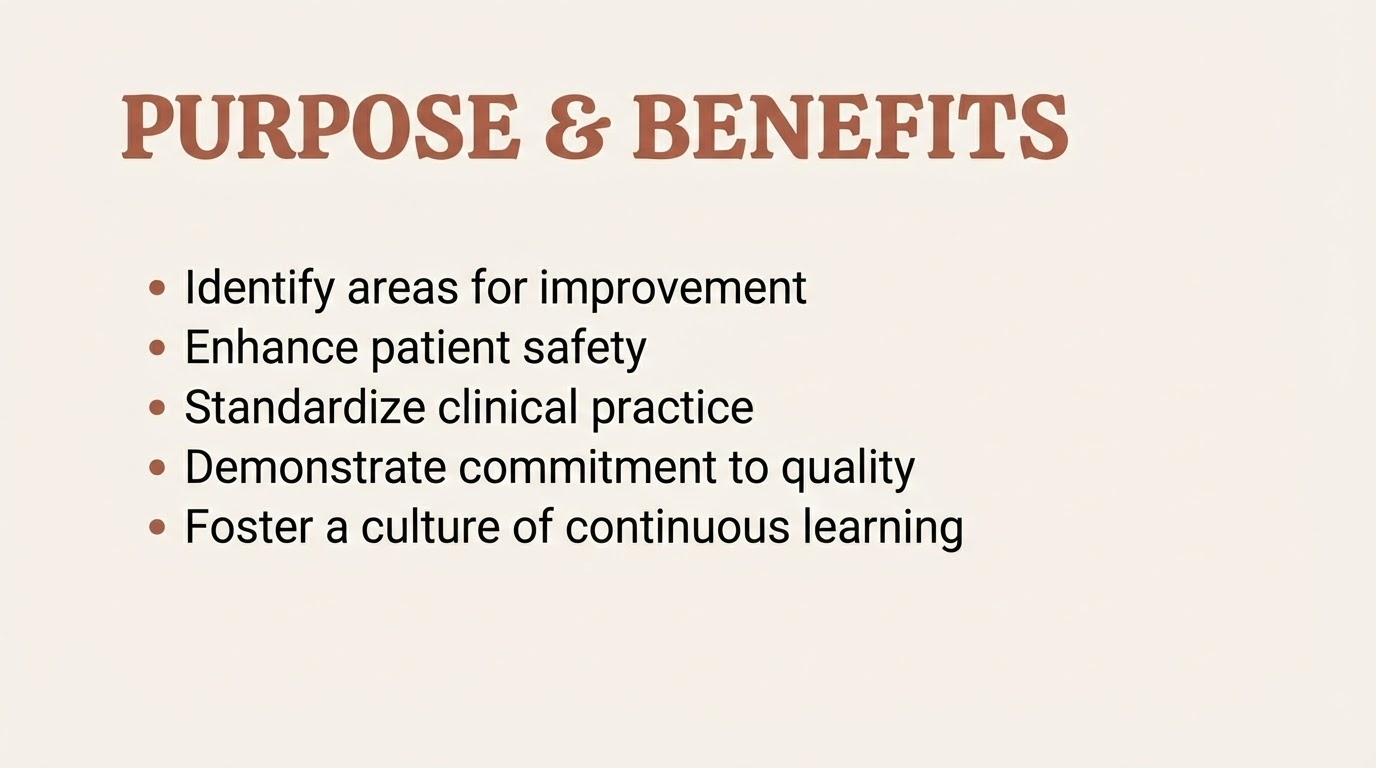 PURPOSE & BENEFITS
• Identify areas for improvement
• Enhance patient safety
• Standardize clinical practice
• Demonstrate commitment to quality
• Foster a culture of continuous learning